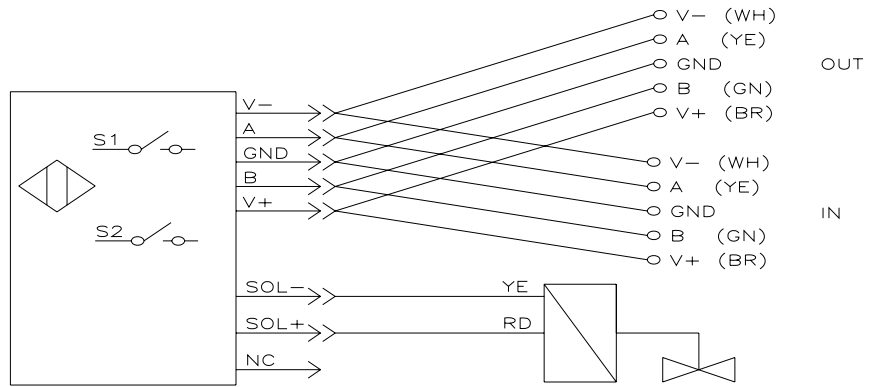 V- (WH)
A (YE)
GND OUT
B (GN)
V+ (BR)
V-
A
GND
B
V+
S1
S2
V- (WH)
A (YE)
GND IN
B (GN)
V+ (BR)
SOL- YE
SOL+ RD
NC